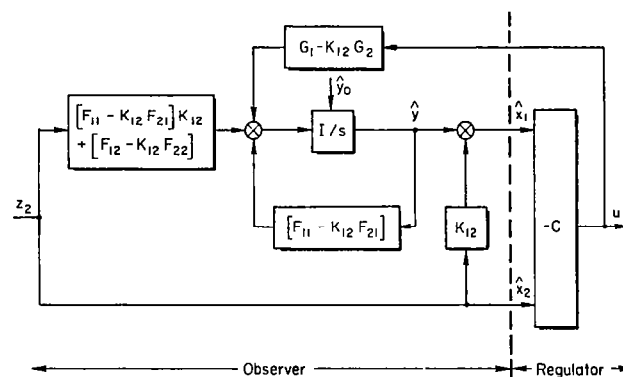 G₁ - K₁₂ G₂
ŷ₀
[F₁₁ - K₁₂ F₂₁] K₁₂
+ [F₁₂ - K₁₂ F₂₂]
I/s
ŷ
x̂₁
z₂
[F₁₁ - K₁₂ F₂₁]
K₁₂
-C
u
x̂₂
Observer
Regulator